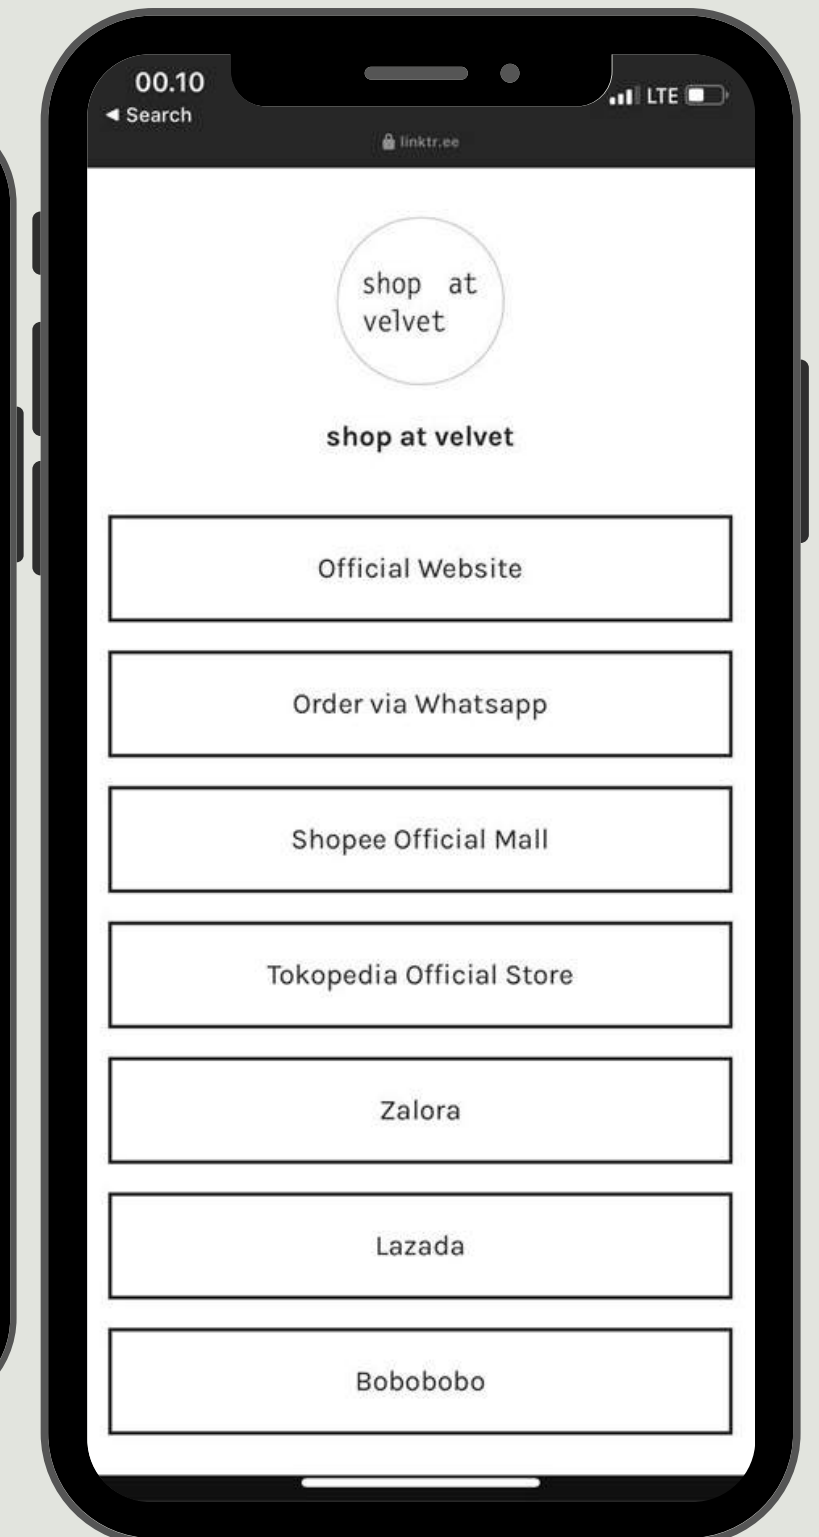 00.10
LTE
◀ Search
linktr.ee
shop at
velvet
shop at velvet
Official Website
Order via Whatsapp
Shopee Official Mall
Tokopedia Official Store
Zalora
Lazada
Bobobobo